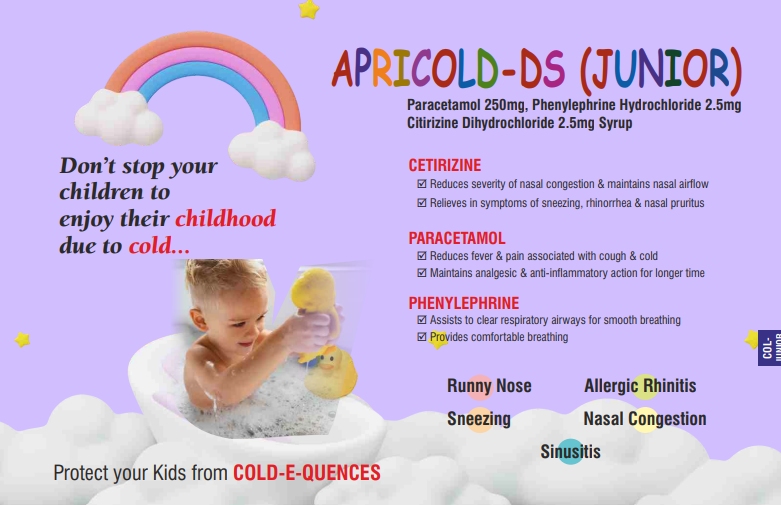 APRICOLD-DS (JUNIOR)
Paracetamol 250mg, Phenylephrine Hydrochloride 2.5mg
Citirizine Dihydrochloride 2.5mg Syrup
Don't stop your
children to
enjoy their childhood
due to cold...
CETIRIZINE
☑ Reduces severity of nasal congestion & maintains nasal airflow
☑ Relieves in symptoms of sneezing, rhinorrhea & nasal pruritus
PARACETAMOL
☑ Reduces fever & pain associated with cough & cold
☑ Maintains analgesic & anti-inflammatory action for longer time
PHENYLEPHRINE
☑ Assists to clear respiratory airways for smooth breathing
☑ Provides comfortable breathing
Runny Nose
Allergic Rhinitis
Sneezing
Nasal Congestion
Sinusitis
Protect your Kids from COLD-E-QUENCES
COL-